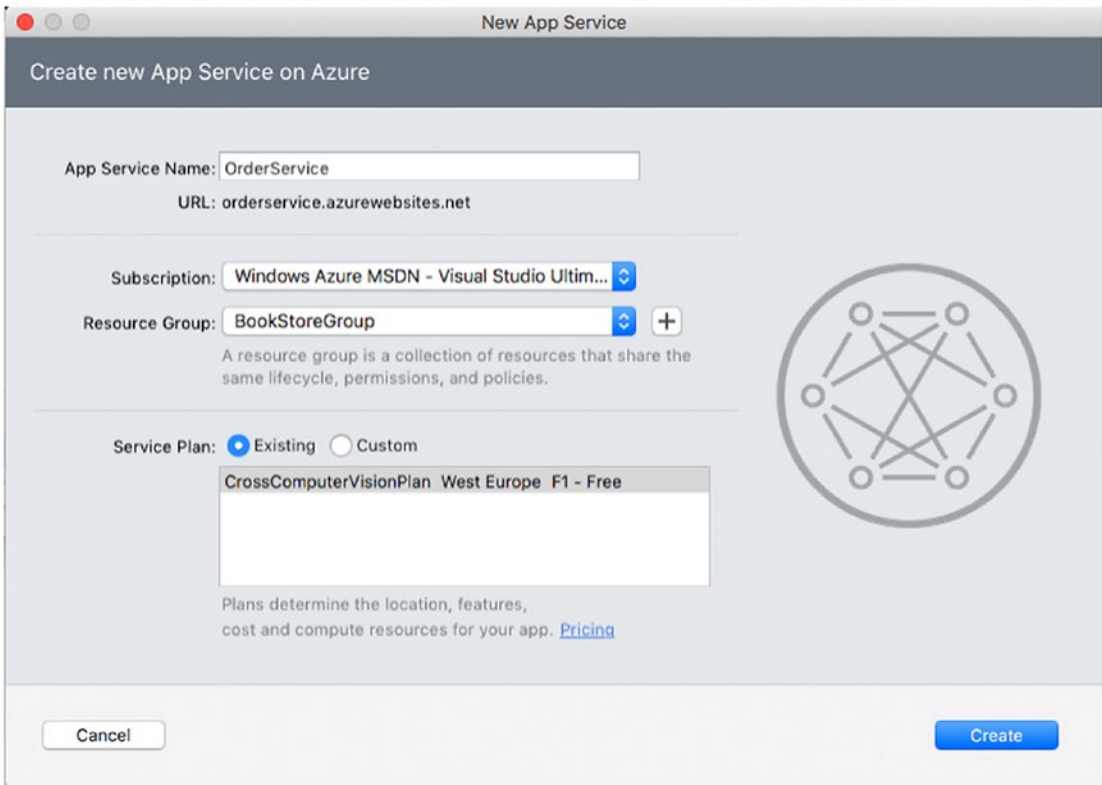 New App Service
Create new App Service on Azure
App Service Name: OrderService
URL: orderservice.azurewebsites.net
Subscription: Windows Azure MSDN - Visual Studio Ultim...
Resource Group: BookStoreGroup
A resource group is a collection of resources that share the
same lifecycle, permissions, and policies.
Service Plan: Existing Custom
CrossComputerVisionPlan West Europe F1 - Free
Plans determine the location, features,
cost and compute resources for your app. Pricing
Cancel Create